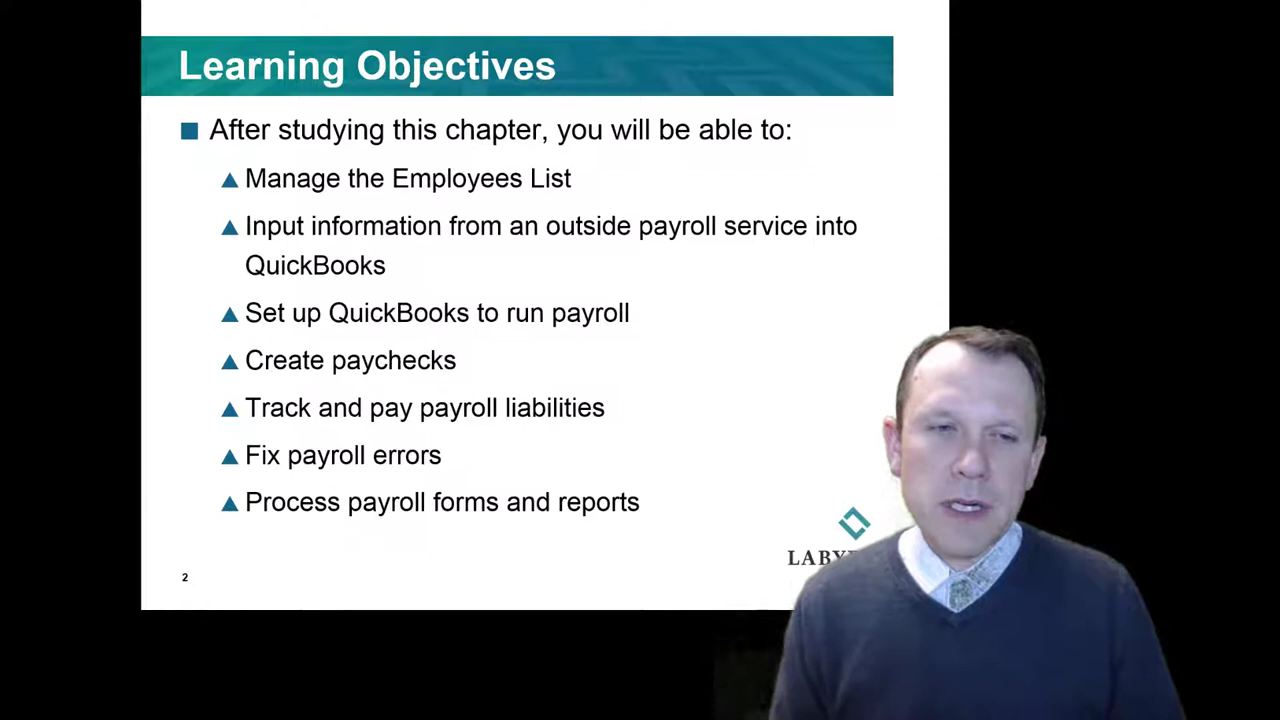 Learning Objectives
After studying this chapter, you will be able to:
Manage the Employees List
Input information from an outside payroll service into
QuickBooks
Set up QuickBooks to run payroll
Create paychecks
Track and pay payroll liabilities
Fix payroll errors
Process payroll forms and reports
2